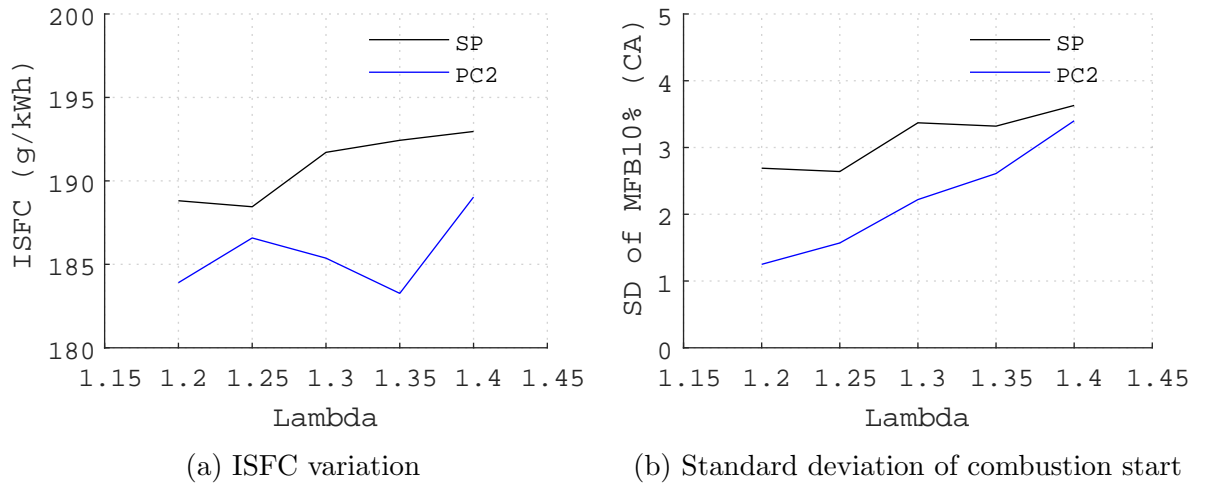 200
195
190
185
180
ISFC (g/kWh)
SP
PC2
1.15 1.2 1.25 1.3 1.35 1.4 1.45
Lambda
(a) ISFC variation
5
4
3
2
1
0
SD of MFB10% (CA)
SP
PC2
1.15 1.2 1.25 1.3 1.35 1.4 1.45
Lambda
(b) Standard deviation of combustion start